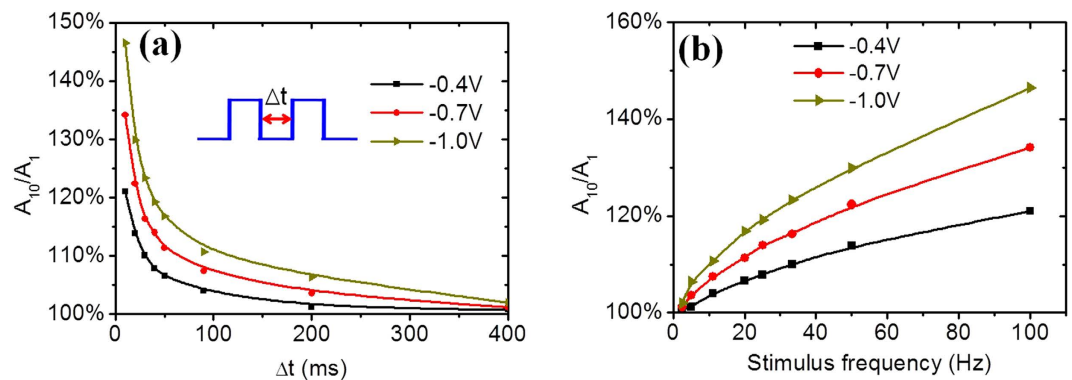 (a)
150%
140%
130%
120%
110%
100%
A10/A1
0
100
200
300
400
Δt (ms)
Δt
-0.4V
-0.7V
-1.0V
(b)
160%
140%
120%
100%
A10/A1
0
20
40
60
80
100
Stimulus frequency (Hz)
-0.4V
-0.7V
-1.0V